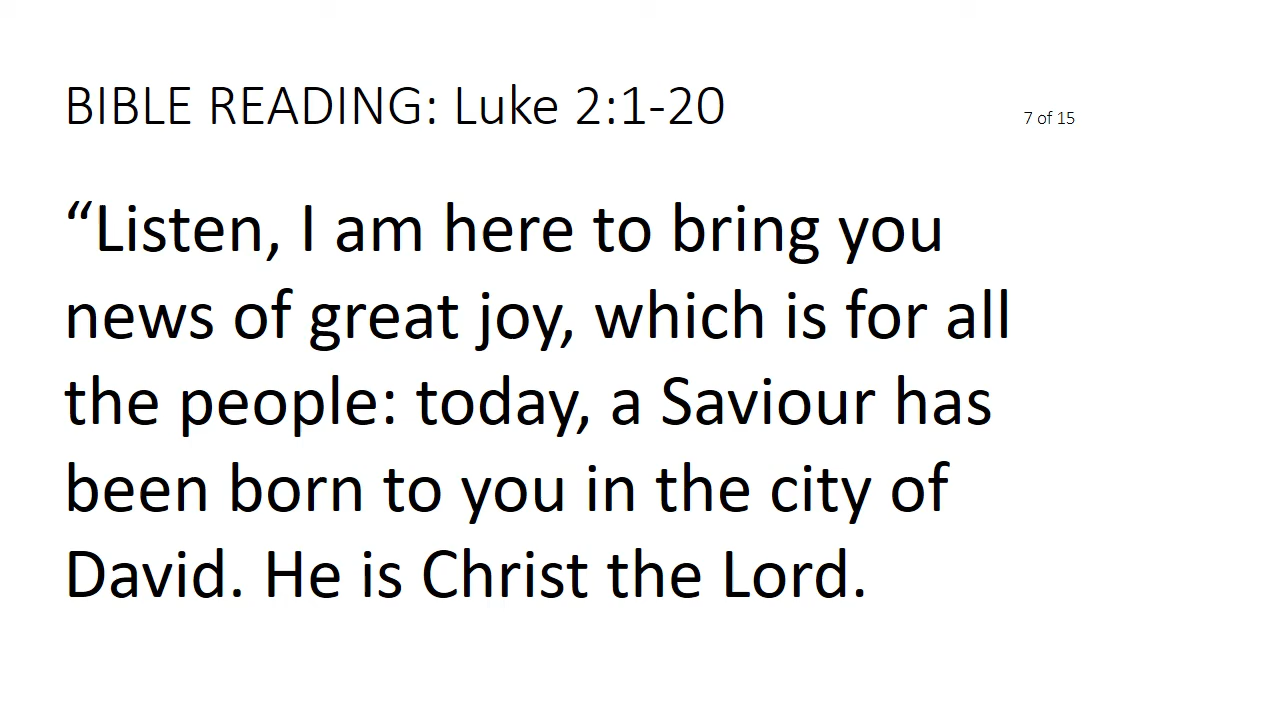 BIBLE READING: Luke 2:1-20
7 of 15
“Listen, I am here to bring you
news of great joy, which is for all
the people: today, a Saviour has
been born to you in the city of
David. He is Christ the Lord.